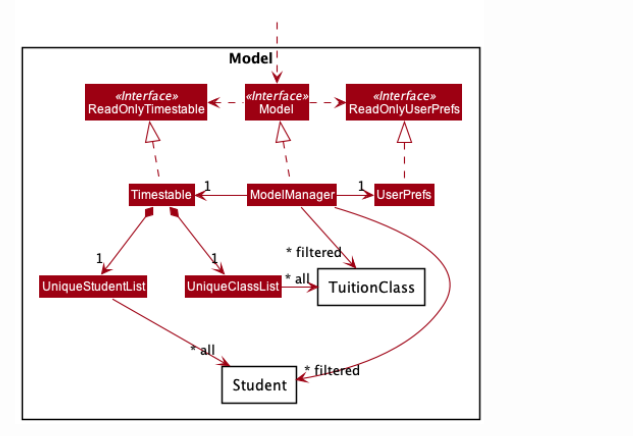 Model
«Interface»
ReadOnlyTimestable
«Interface»
Model
«Interface»
ReadOnlyUserPrefs
Timestable
1
ModelManager
1
UserPrefs
* filtered
1
1
UniqueStudentList
UniqueClassList
* all
TuitionClass
* all
* filtered
Student